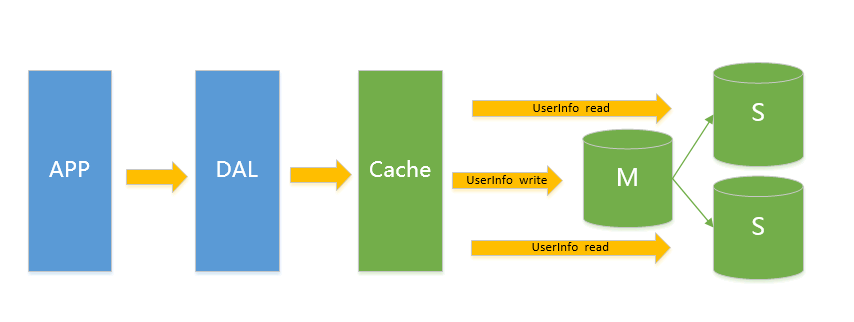 APP
DAL
Cache
UserInfo read
UserInfo write
UserInfo read
M
S
S